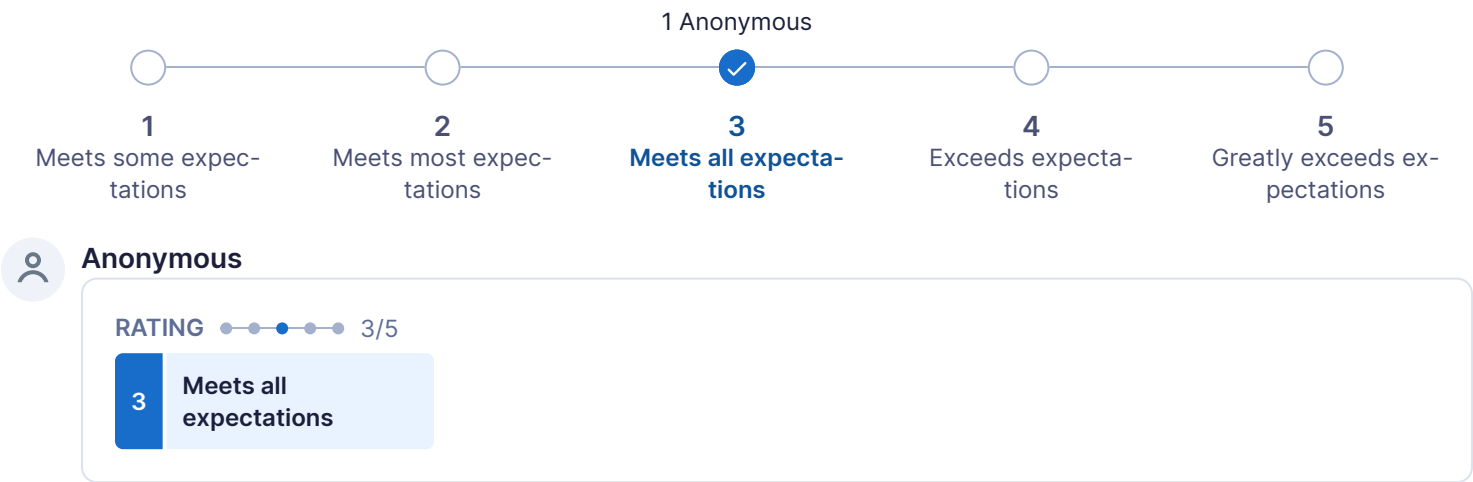 1 Anonymous
1 2 3 4 5
Meets some expec- Meets most expec- Meets all expecta- Exceeds expecta- Greatly exceeds ex-
tations tations tions tions pectations
Anonymous
RATING 3/5
3 Meets all
expectations